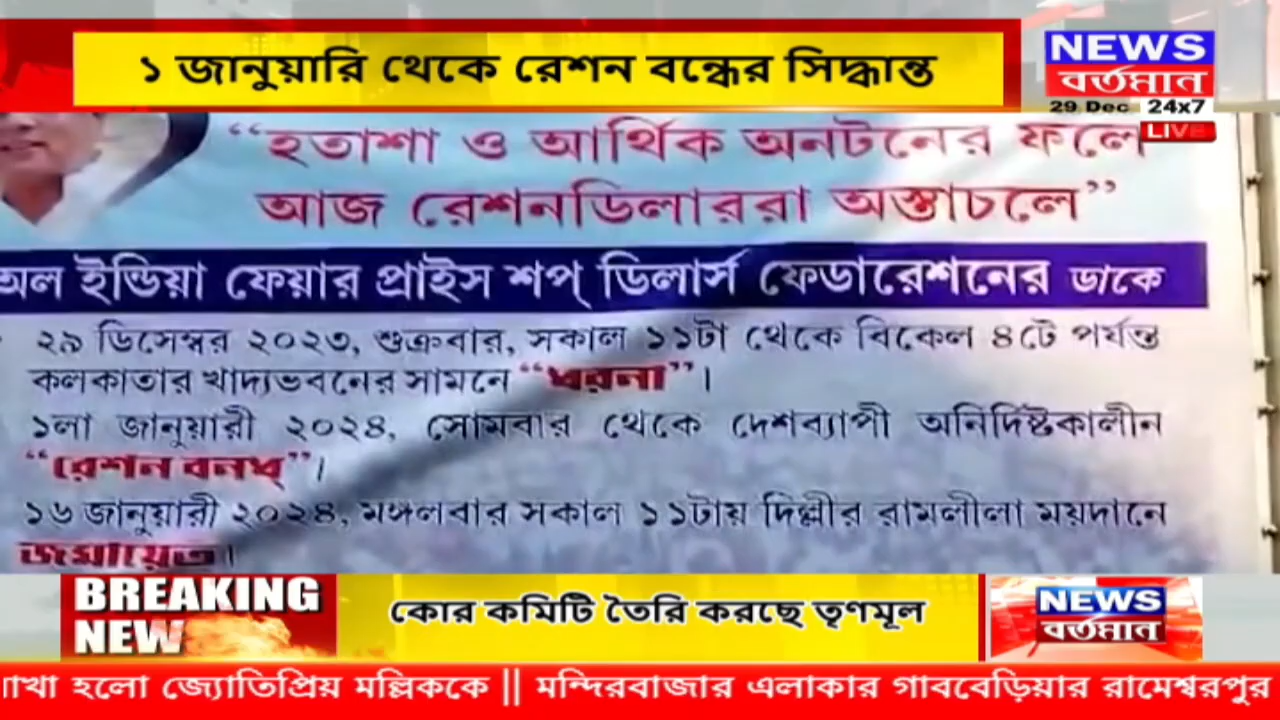 ১ জানুয়ারি থেকে রেশন বন্ধের সিদ্ধান্ত
NEWS
বর্তমান
29 Dec 24x7
LIVE
“হতাশা ও আর্থিক অনটনের ফলে
আজ রেশনডিলাররা অস্তাচলে”
অল ইন্ডিয়া ফেয়ার প্রাইস শপ্ ডিলার্স ফেডারেশনের ডাকে
২৯ ডিসেম্বর ২০২৩, শুক্রবার, সকাল ১১টা থেকে বিকেল ৪টে পর্যন্ত
কলকাতার খাদ্যভবনের সামনে “ধরনা”।
১লা জানুয়ারী ২০২৪, সোমবার থেকে দেশব্যাপী অনির্দিষ্টকালীন
“রেশন বনধ্”।
১৬ জানুয়ারী ২০২৪, মঙ্গলবার সকাল ১১টায় দিল্লীর রামলীলা ময়দানে
জমায়েত।
BREAKING
NEW
কোর কমিটি তৈরি করছে তৃণমূল
NEWS
বর্তমান
হলো জ্যোতিপ্রিয় মল্লিককে || মন্দিরবাজার এলাকার গাববেড়িয়ার রামেশ্বরপুর